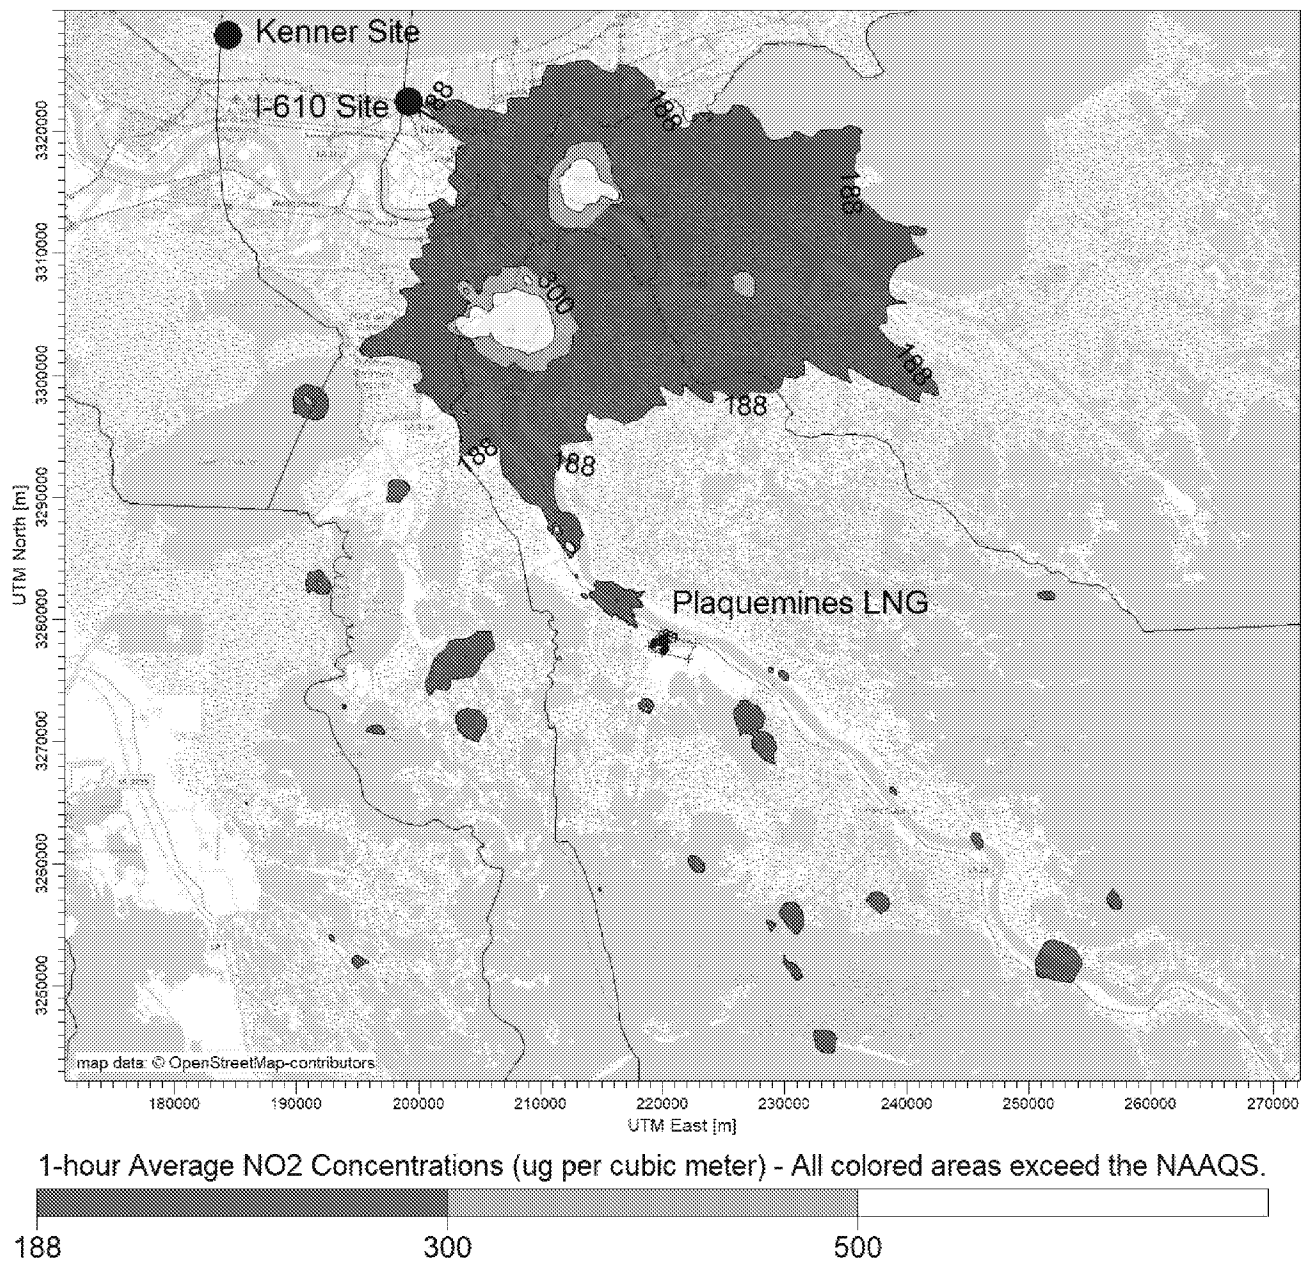 Kenner Site
I-610 Site
188
188
188
300
188
188
188
188
Plaquemines LNG
UTM North [m]
3320000
3310000
3300000
3290000
3280000
3270000
3260000
3250000
map data: © OpenStreetMap-contributors
180000 190000 200000 210000 220000 230000 240000 250000 260000 270000
UTM East [m]
1-hour Average NO2 Concentrations (ug per cubic meter) - All colored areas exceed the NAAQS.
188 300 500